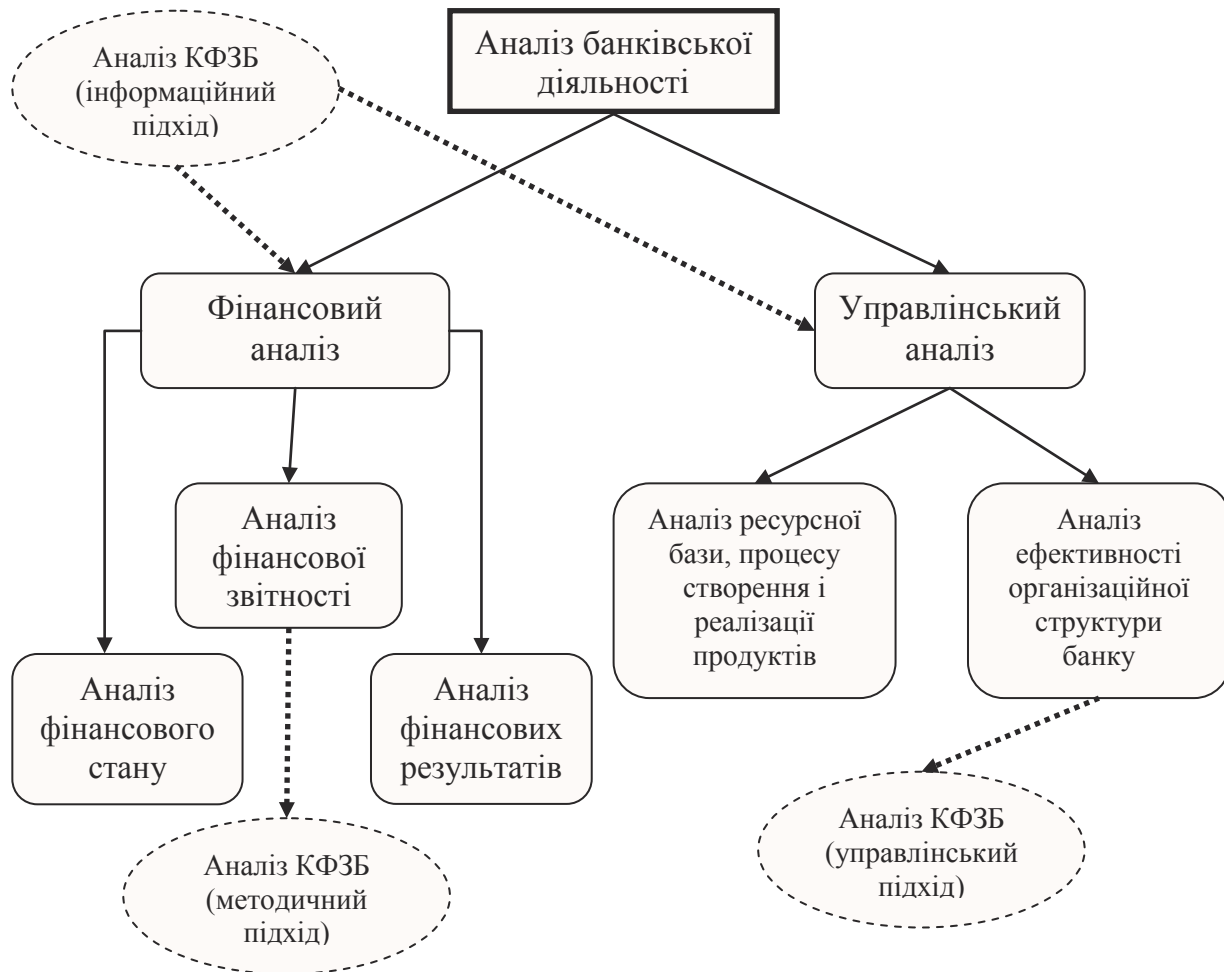 Аналіз КФЗБ
(інформаційний
підхід)
Аналіз банківської
діяльності
Фінансовий
аналіз
Управлінський
аналіз
Аналіз
фінансової
звітності
Аналіз ресурсної
бази, процесу
створення і
реалізації
продуктів
Аналіз
ефективності
організаційної
структури
банку
Аналіз
фінансового
стану
Аналіз
фінансових
результатів
Аналіз КФЗБ
(методичний
підхід)
Аналіз КФЗБ
(управлінський
підхід)